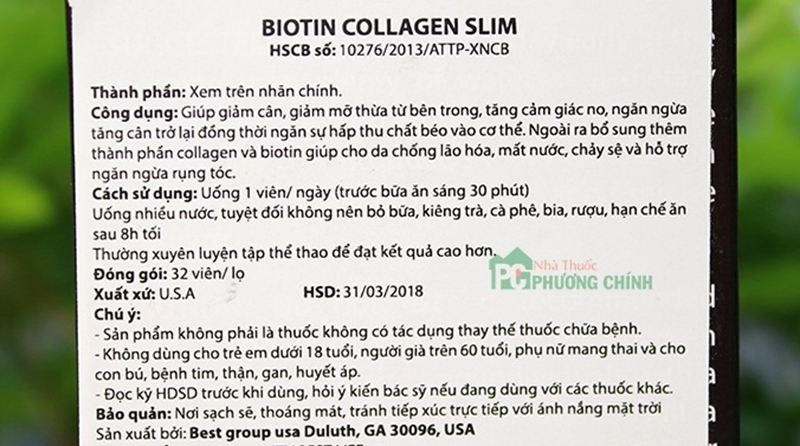 BIOTIN COLLAGEN SLIM
HSCB số: 10276/2013/ATTP-XNCB
Thành phần: Xem trên nhãn chính.
Công dụng: Giúp giảm cân, giảm mỡ thừa từ bên trong, tăng cảm giác no, ngăn ngừa
tăng cân trở lại đồng thời ngăn sự hấp thu chất béo vào cơ thể. Ngoài ra bổ sung thêm
thành phần collagen và biotin giúp cho da chống lão hóa, mất nước, chảy sệ và hỗ trợ
ngăn ngừa rụng tóc.
Cách sử dụng: Uống 1 viên/ ngày (trước bữa ăn sáng 30 phút)
Uống nhiều nước, tuyệt đối không nên bỏ bữa, kiêng trà, cà phê, bia, rượu, hạn chế ăn
sau 8h tối
Thường xuyên luyện tập thể thao để đạt kết quả cao hơn.
Đóng gói: 32 viên/ lọ
Xuất xứ: U.S.A HSD: 31/03/2018
PC Nhà Thuốc
PHƯƠNG CHÍNH
Chú ý:
- Sản phẩm không phải là thuốc không có tác dụng thay thế thuốc chữa bệnh.
- Không dùng cho trẻ em dưới 18 tuổi, người già trên 60 tuổi, phụ nữ mang thai và cho
con bú, bệnh tim, thận, gan, huyết áp.
- Đọc kỹ HDSD trước khi dùng, hỏi ý kiến bác sỹ nếu đang dùng với các thuốc khác.
Bảo quản: Nơi sạch sẽ, thoáng mát, tránh tiếp xúc trực tiếp với ánh nắng mặt trời
Sản xuất bởi: Best group usa Duluth, GA 30096, USA